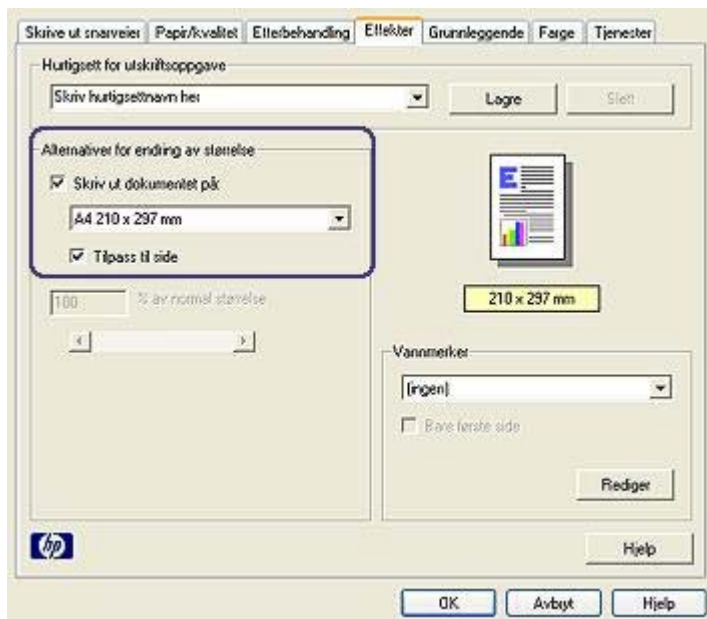 Skrive ut snarveier Papir/kvalitet Etterbehandling Effekter Grunnleggende Farge Tjenester
Hurtigsett for utskriftsoppgave
Skriv hurtigsettnavn her Lagre Slett
Alternativer for endring av størrelse
Skriv ut dokumentet på:
A4 210 x 297 mm
Tilpass til side
100 % av normal størrelse
E
210 x 297 mm
Vannmerker
(ingen)
Bare første side
Rediger
hp
Hjelp
OK Avbryt Hjelp